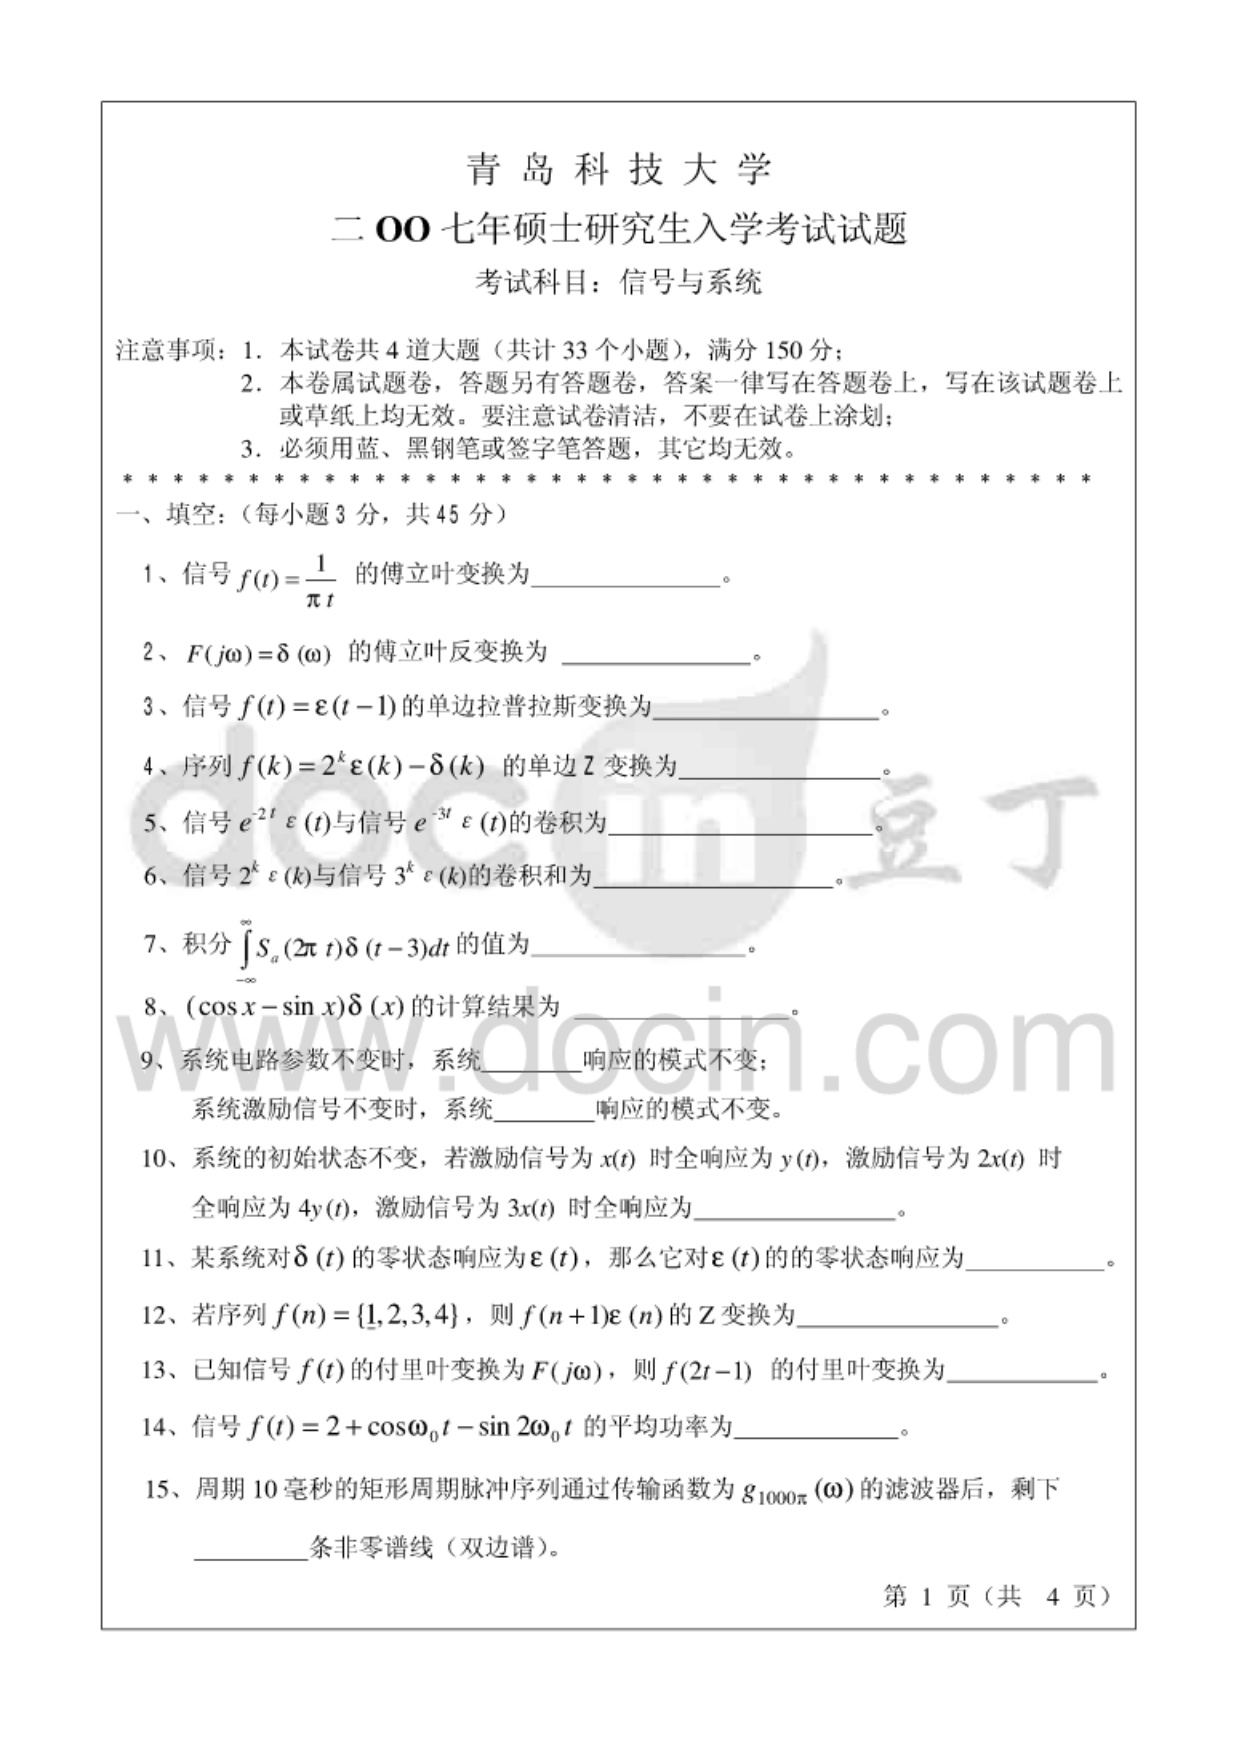 青 岛 科 技 大 学
二OO七年硕士研究生入学考试试题
考试科目：信号与系统
注意事项：1．本试卷共 4 道大题（共计 33 个小题），满分 150 分；
2．本卷属试题卷，答题另有答题卷，答案一律写在答题卷上，写在该试题卷上
或草纸上均无效。要注意试卷清洁，不要在试卷上涂划；
3．必须用蓝、黑钢笔或签字笔答题，其它均无效。
* * * * * * * * * * * * * * * * * * * * * * * * * * * * * * * * * * * * * * *
一、填空：（每小题 3 分，共 45 分）
1、信号 f(t) = 1/(π t) 的傅立叶变换为_______________。
2、 F(jω) = δ (ω) 的傅立叶反变换为 _______________。
3、信号 f(t) = ε(t −1) 的单边拉普拉斯变换为__________________。
4、序列 f(k) = 2^k ε(k) − δ(k) 的单边 Z 变换为________________。
5、信号 e^{-2t} ε (t)与信号 e^{-3t} ε (t)的卷积为_____________________。
6、信号 2^k ε (k)与信号 3^k ε (k)的卷积和为___________________。
7、积分 ∫_{−∞}^{∞} S_a (2π t)δ (t − 3)dt 的值为_________________。
8、(cos x − sin x)δ (x) 的计算结果为 _________________。
9、系统电路参数不变时，系统________响应的模式不变；
系统激励信号不变时，系统________响应的模式不变。
10、系统的初始状态不变，若激励信号为 x(t) 时全响应为 y (t)，激励信号为 2x(t) 时
全响应为 4y (t)，激励信号为 3x(t) 时全响应为________________。
11、某系统对δ (t) 的零状态响应为ε (t)，那么它对ε (t) 的的零状态响应为___________。
12、若序列 f(n) = {1, 2, 3, 4}，则 f(n +1)ε (n) 的 Z 变换为________________。
13、已知信号 f(t) 的付里叶变换为 F(jω)，则 f(2t −1) 的付里叶变换为____________。
14、信号 f(t) = 2 + cosω₀t − sin 2ω₀t 的平均功率为_____________。
15、周期 10 毫秒的矩形周期脉冲序列通过传输函数为 g_{1000π} (ω) 的滤波器后，剩下
_________条非零谱线（双边谱）。
第 1 页（共 4 页）
docin 豆丁
www.docin.com